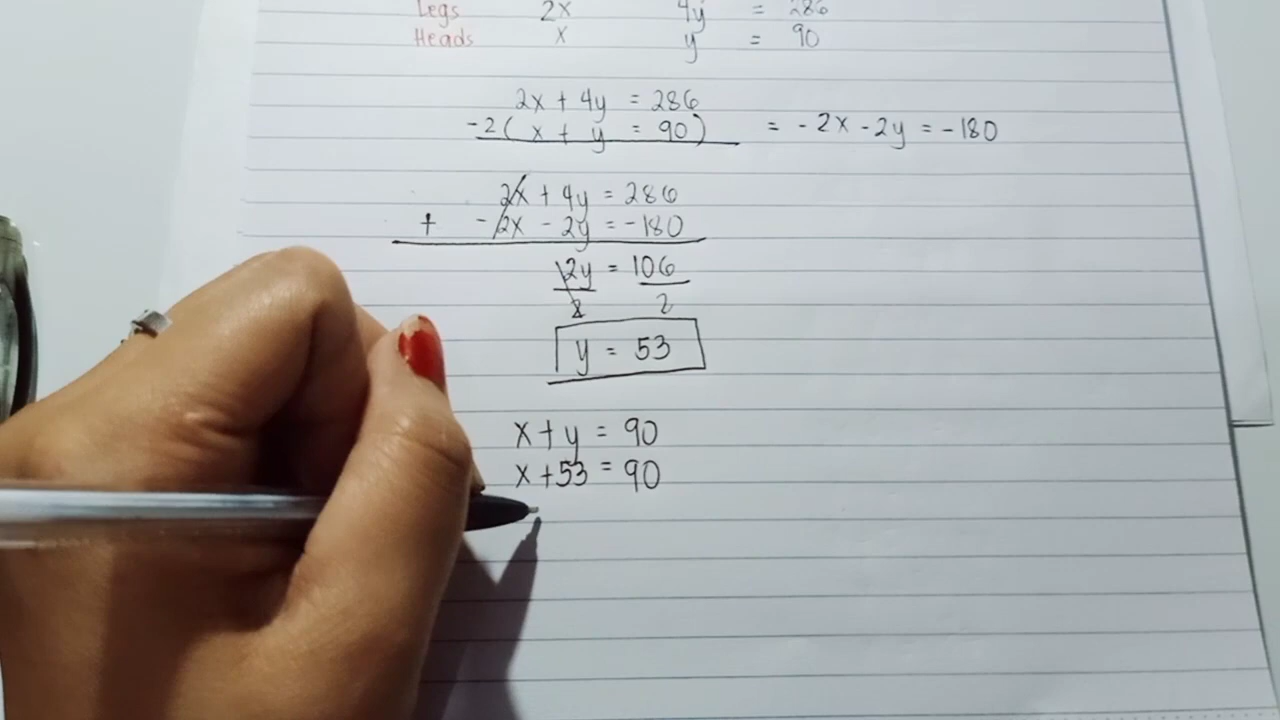 Legs 2x 4y = 286
Heads x y = 90
2x + 4y = 286
-2( x + y = 90) = - 2x - 2y = - 180
2x + 4y = 286
+ - 2x - 2y = - 180
2y = 106
2 2
y = 53
x + y = 90
x + 53 = 90